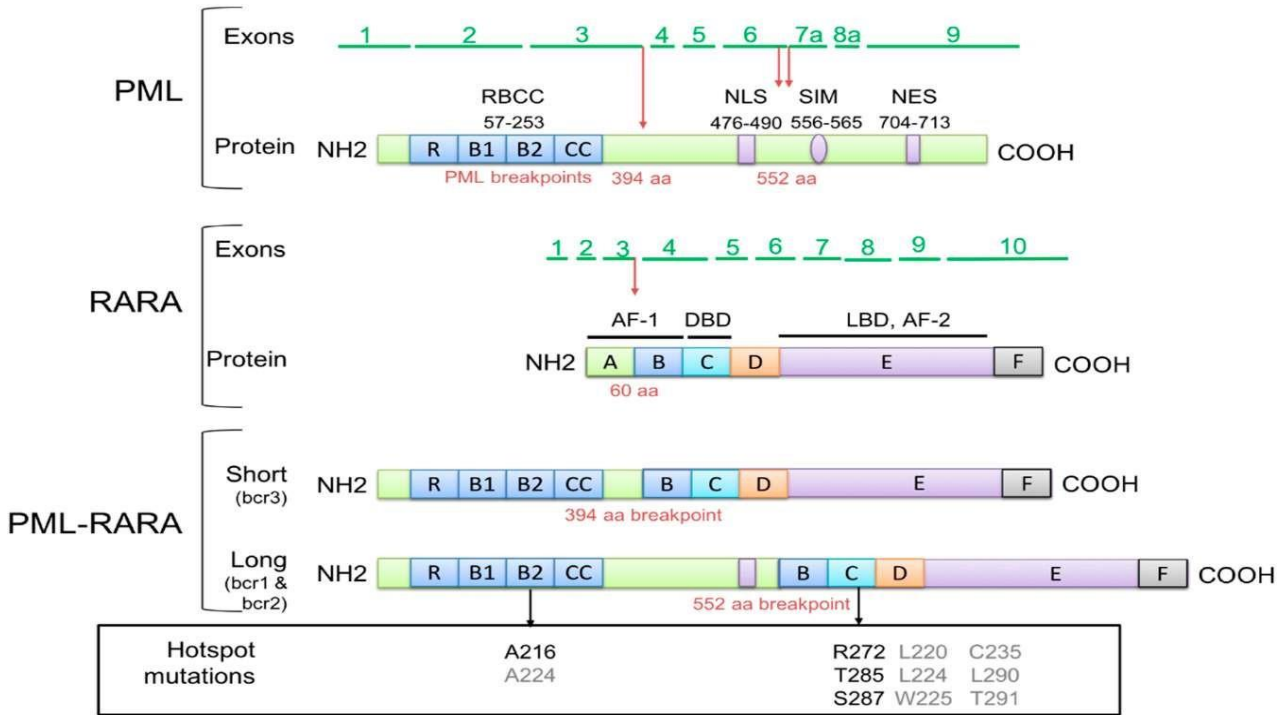 1 2 3 4 5 6 7a 8a 9
Exons
PML
RBCC NLS SIM NES
57-253 476-490 556-565 704-713
Protein NH2 R B1 B2 CC COOH
PML breakpoints 394 aa 552 aa
Exons 1 2 3 4 5 6 7 8 9 10
RARA
AF-1 DBD LBD, AF-2
Protein NH2 A B C D E F COOH
60 aa
PML-RARA
Short
(bcr3)
NH2 R B1 B2 CC B C D E F COOH
394 aa breakpoint
Long
(bcr1 &
bcr2)
NH2 R B1 B2 CC B C D E F COOH
552 aa breakpoint
Hotspot
mutations
A216 R272 L220 C235
A224 T285 L224 L290
S287 W225 T291